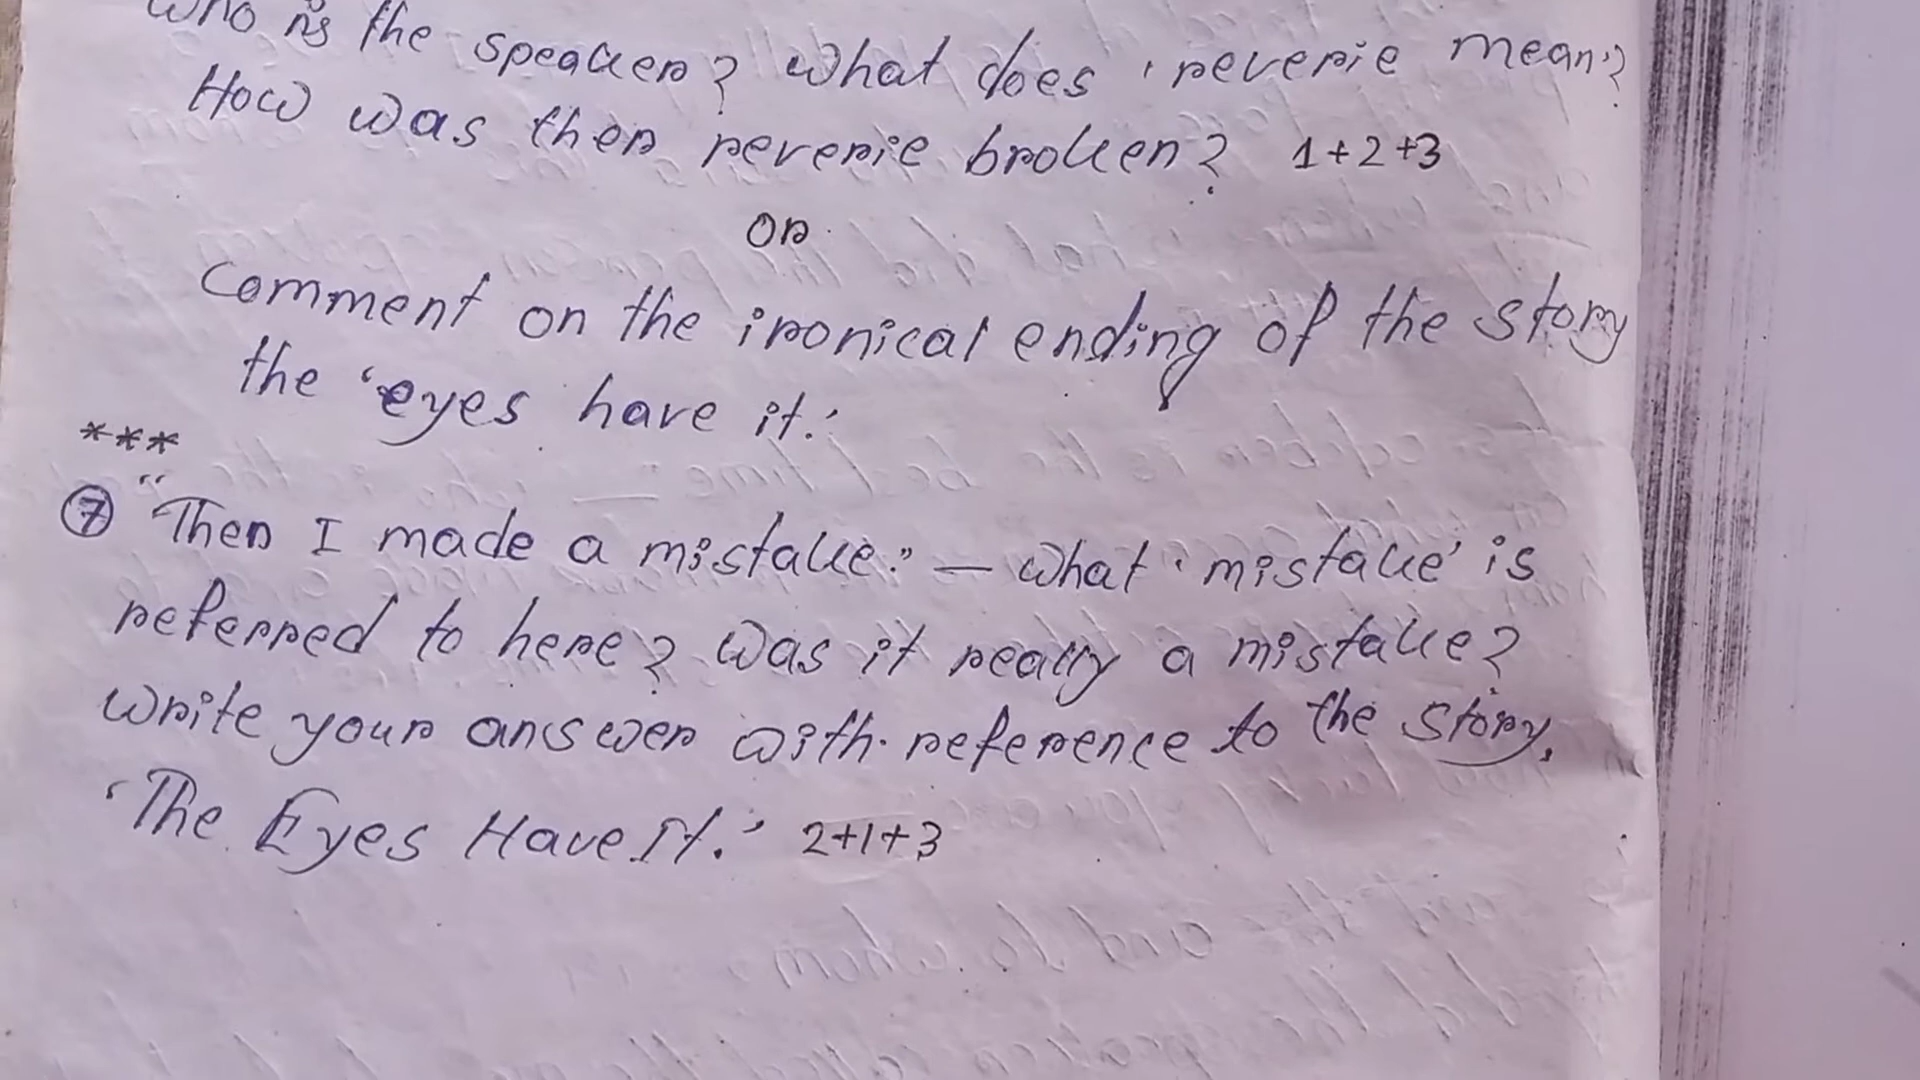 Who is the speaker? What does 'reverie mean'?
How was ther reverie broken? 1+2+3
Or
Comment on the ironical ending of the story
the 'eyes have it.'
***
⑦ "Then I made a mistake." — What 'mistake' is
referred to here? Was it really a mistake?
Write your answer with reference to the story,
'The Eyes Have It.' 2+1+3